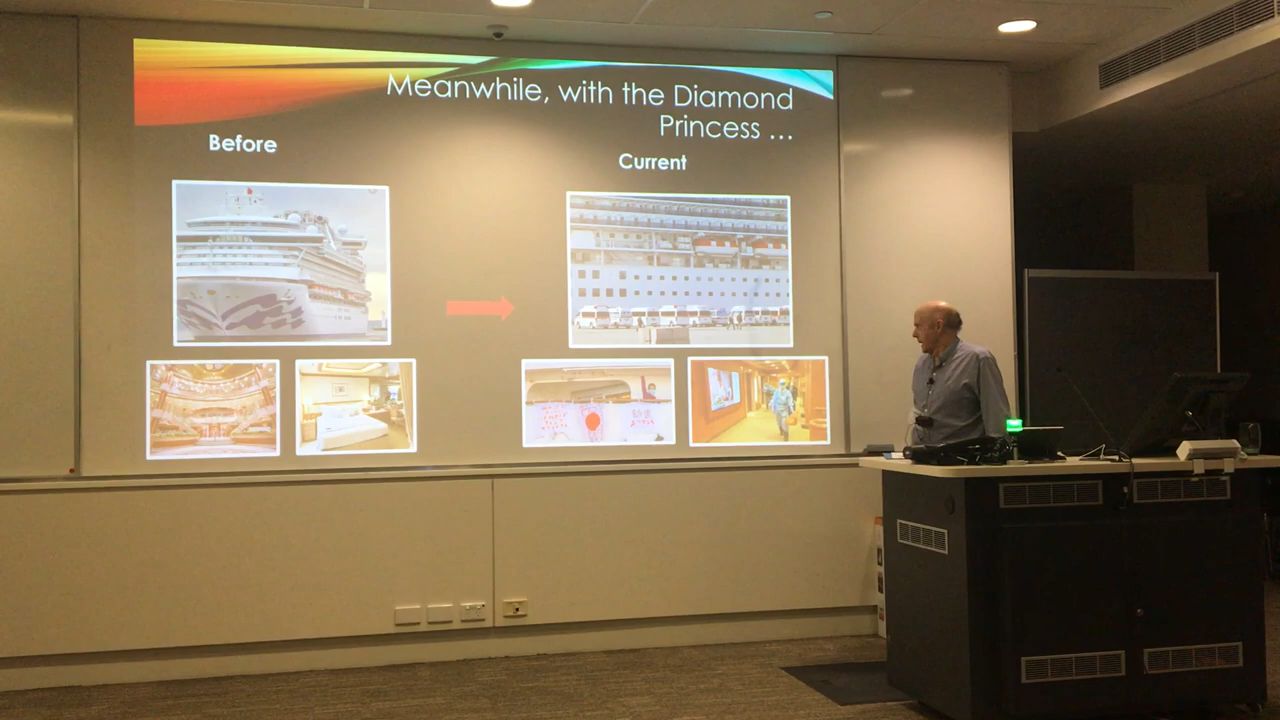 Meanwhile, with the Diamond
Princess ...
Before
Current